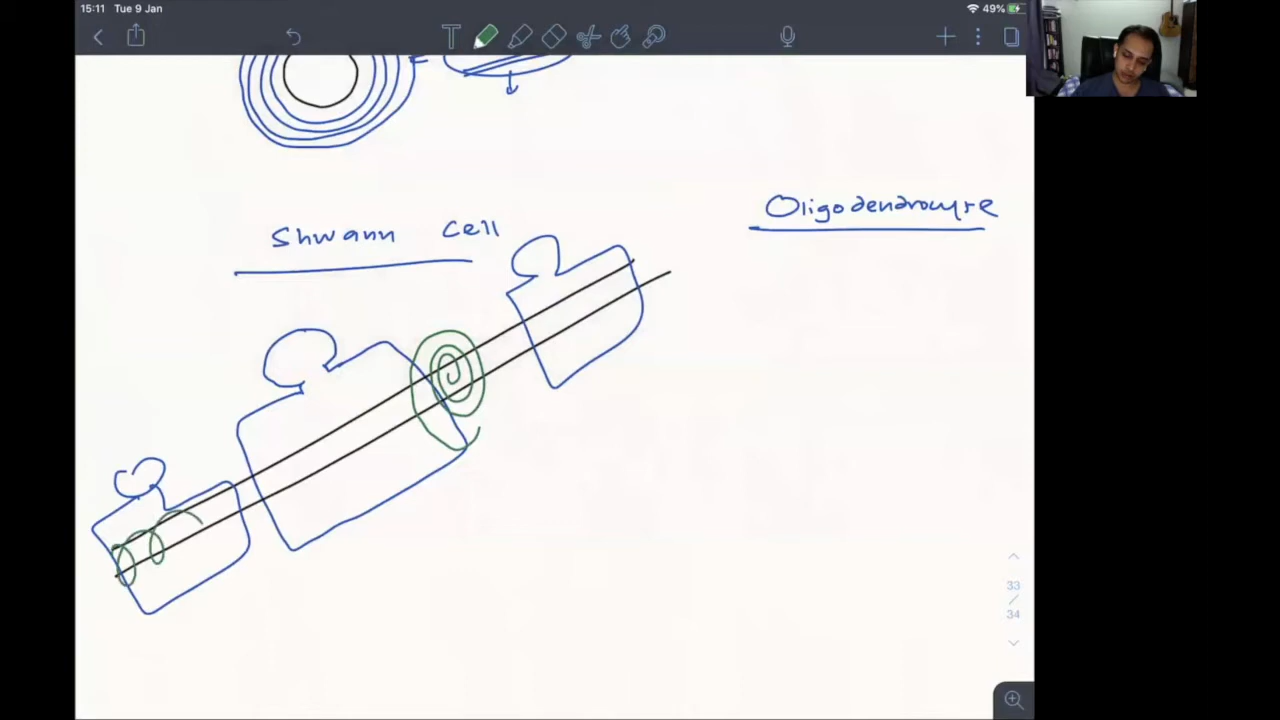 15:11 Tue 9 Jan
49%
T
Oligodendrocyte
Shwann Cell
33
/
34